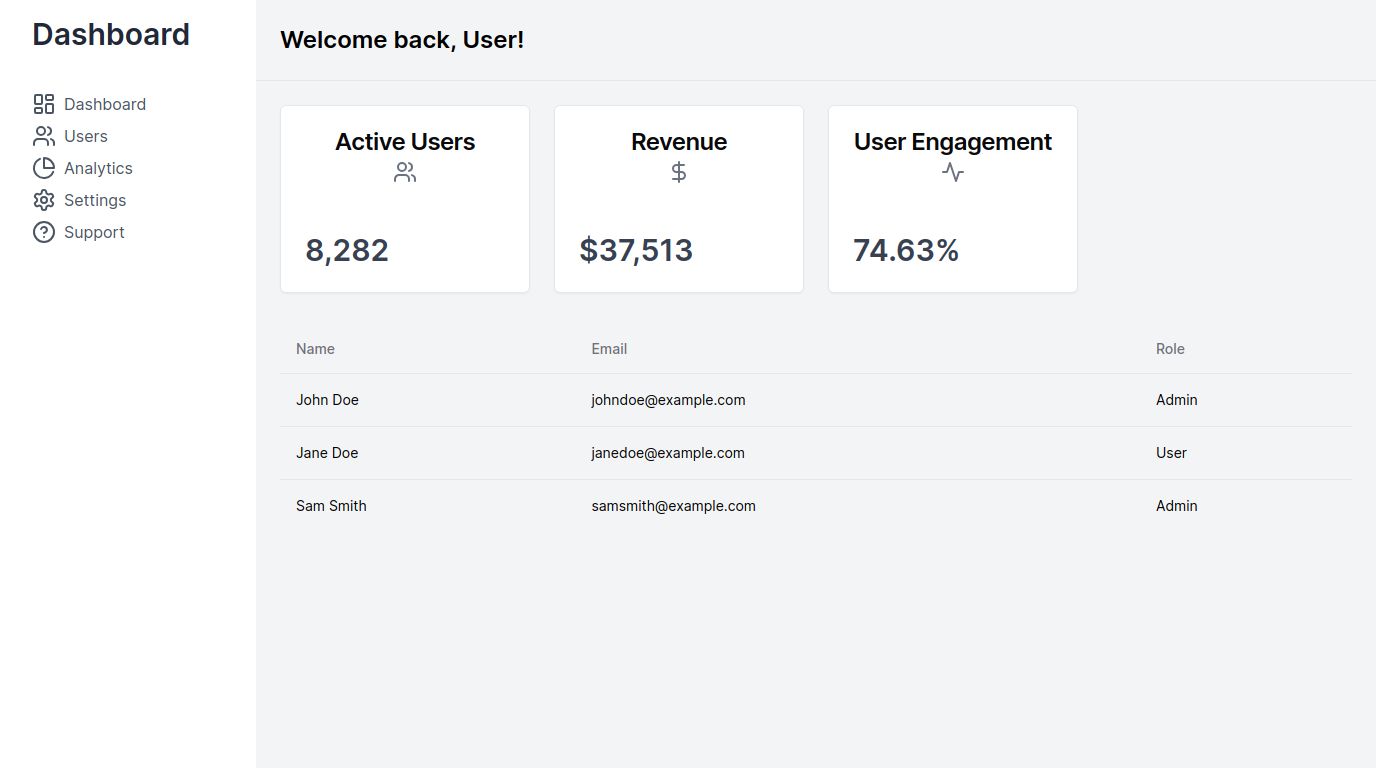 Dashboard
Dashboard
Users
Analytics
Settings
Support
Welcome back, User!
Active Users
8,282
Revenue
$37,513
User Engagement
74.63%
Name Email Role
John Doe johndoe@example.com Admin
Jane Doe janedoe@example.com User
Sam Smith samsmith@example.com Admin